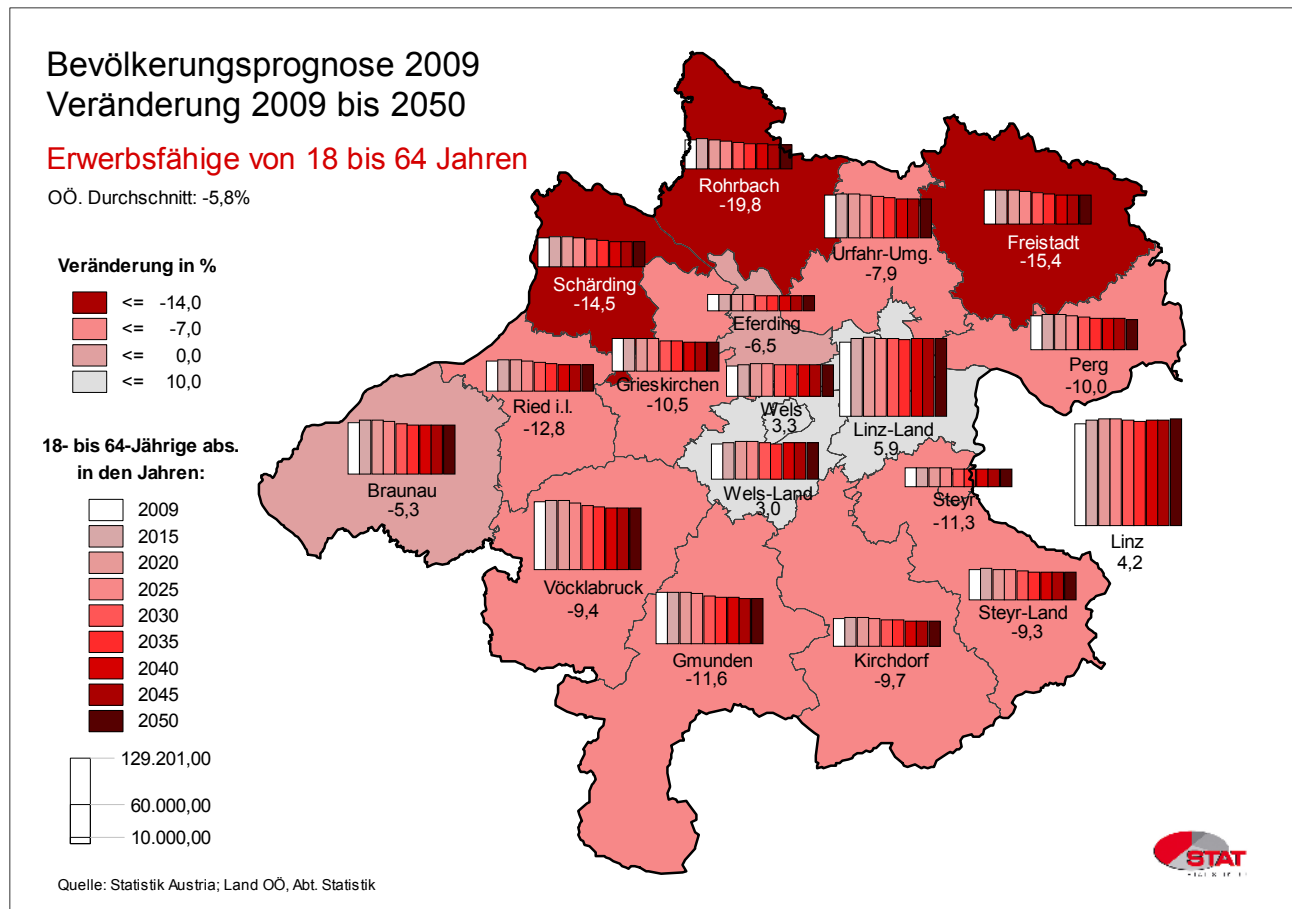 Bevölkerungsprognose 2009
Veränderung 2009 bis 2050
Erwerbsfähige von 18 bis 64 Jahren
OÖ. Durchschnitt: -5,8%
Veränderung in %
<= -14,0
<= -7,0
<= 0,0
<= 10,0
18- bis 64-Jährige abs.
in den Jahren:
2009
2015
2020
2025
2030
2035
2040
2045
2050
129.201,00
60.000,00
10.000,00
Rohrbach
-19,8
Freistadt
-15,4
Urfahr-Umg.
-7,9
Schärding
-14,5
Eferding
-6,5
Perg
-10,0
Grieskirchen
-10,5
Ried i.I.
-12,8
Wels
3,3
Linz-Land
5,9
Braunau
-5,3
Wels-Land
3,0
Steyr
-11,3
Linz
4,2
Vöcklabruck
-9,4
Steyr-Land
-9,3
Gmunden
-11,6
Kirchdorf
-9,7
Quelle: Statistik Austria; Land OÖ, Abt. Statistik
STAT